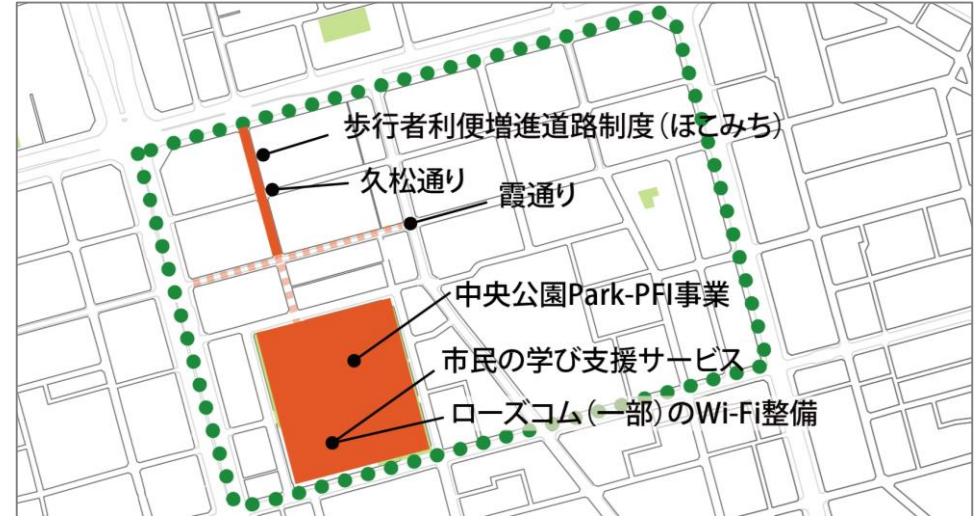 歩行者利便増進道路制度(ほこみち)
久松通り
霞通り
中央公園Park-PFI事業
市民の学び支援サービス
ローズコム(一部)のWi-Fi整備